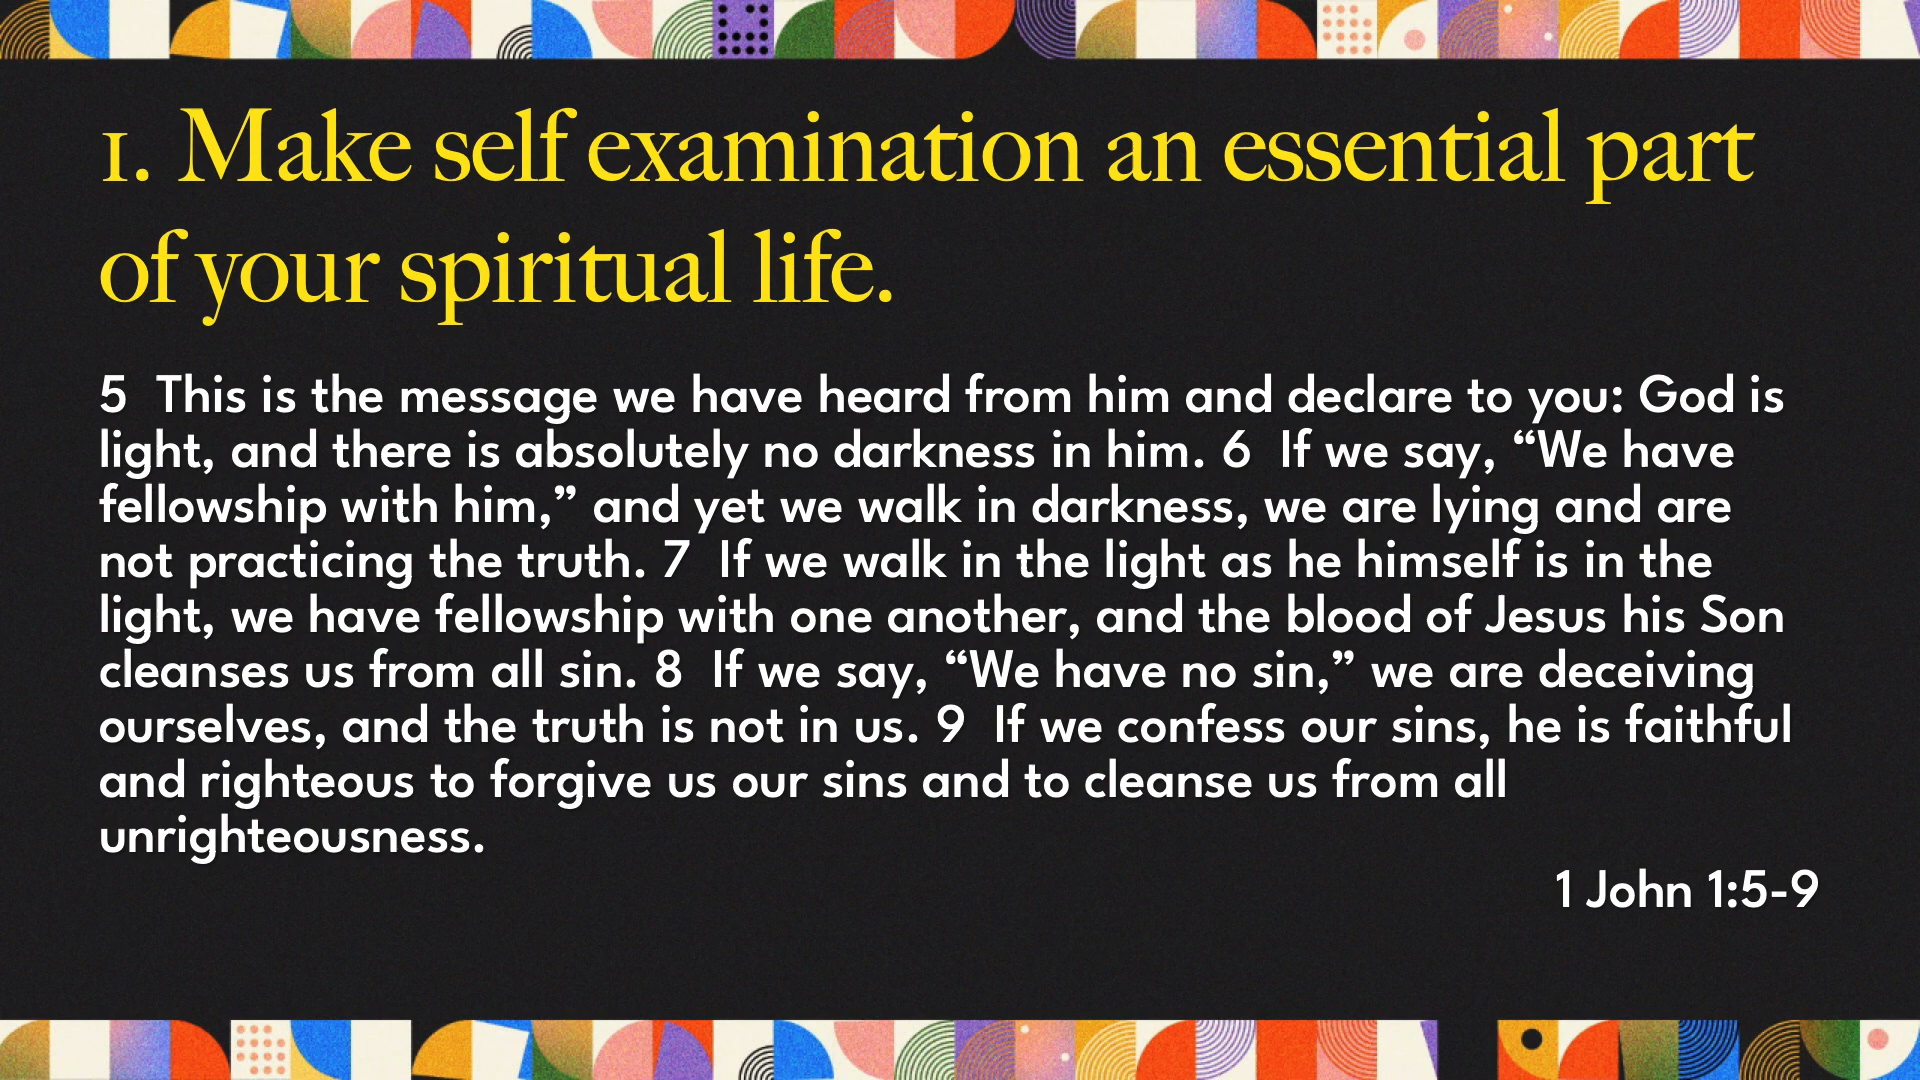 1. Make self examination an essential part
of your spiritual life.
5  This is the message we have heard from him and declare to you: God is
light, and there is absolutely no darkness in him. 6  If we say, “We have
fellowship with him,” and yet we walk in darkness, we are lying and are
not practicing the truth. 7  If we walk in the light as he himself is in the
light, we have fellowship with one another, and the blood of Jesus his Son
cleanses us from all sin. 8  If we say, “We have no sin,” we are deceiving
ourselves, and the truth is not in us. 9  If we confess our sins, he is faithful
and righteous to forgive us our sins and to cleanse us from all
unrighteousness.
1 John 1:5-9